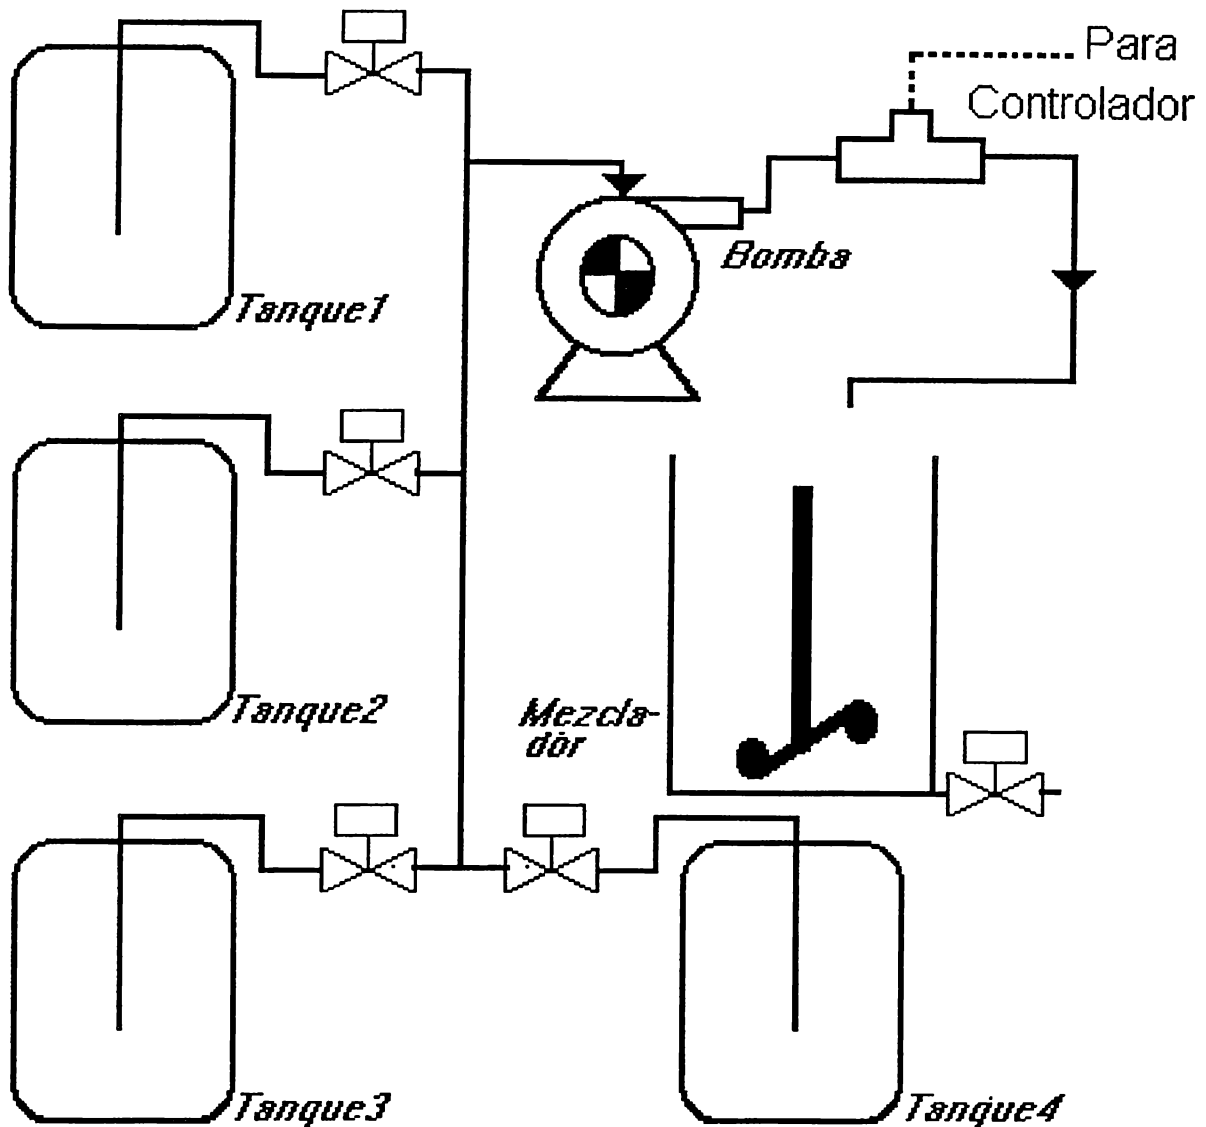 Para
Controlador
Bomba
Tanque1
Tanque2
Mezcla-
dor
Tanque3
Tanque4